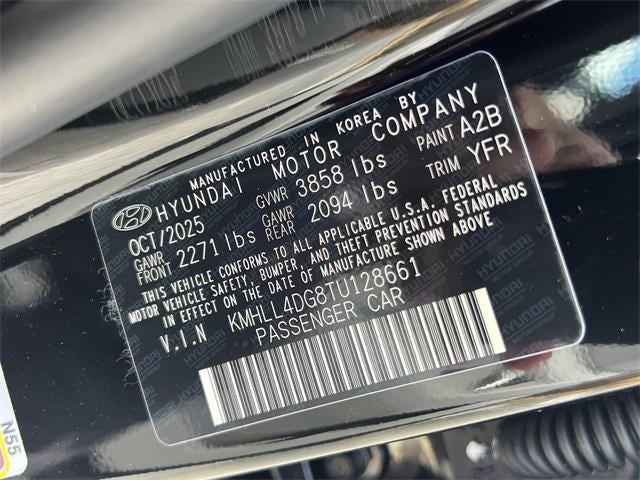 MANUFACTURED IN KOREA BY
HYUNDAI MOTOR COMPANY
OCT/2025 GVWR 3858 lbs PAINT A2B
GAWR FRONT 2271 lbs GAWR REAR 2094 lbs TRIM YFR
THIS VEHICLE CONFORMS TO ALL APPLICABLE U.S.A. FEDERAL
MOTOR VEHICLE SAFETY, BUMPER, AND THEFT PREVENTION
STANDARDS IN EFFECT ON THE DATE OF MANUFACTURE SHOWN ABOVE
V.I.N KMHLL4DG8TU128661
PASSENGER CAR
N55